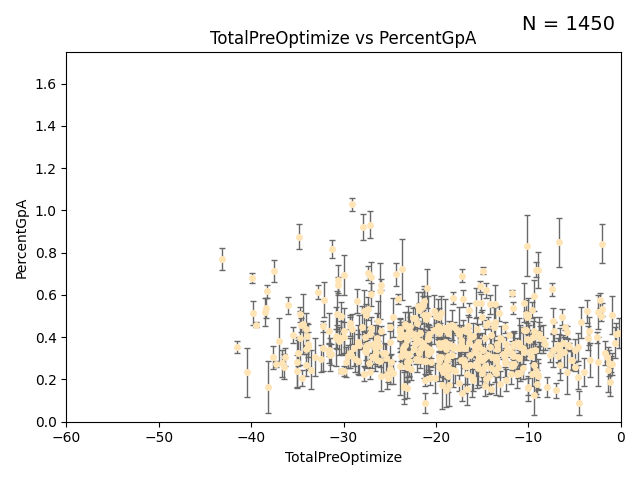 N = 1450
TotalPreOptimize vs PercentGpA
1.6
1.4
1.2
1.0
0.8
0.6
0.4
0.2
0.0
PercentGpA
−60 −50 −40 −30 −20 −10 0
TotalPreOptimize